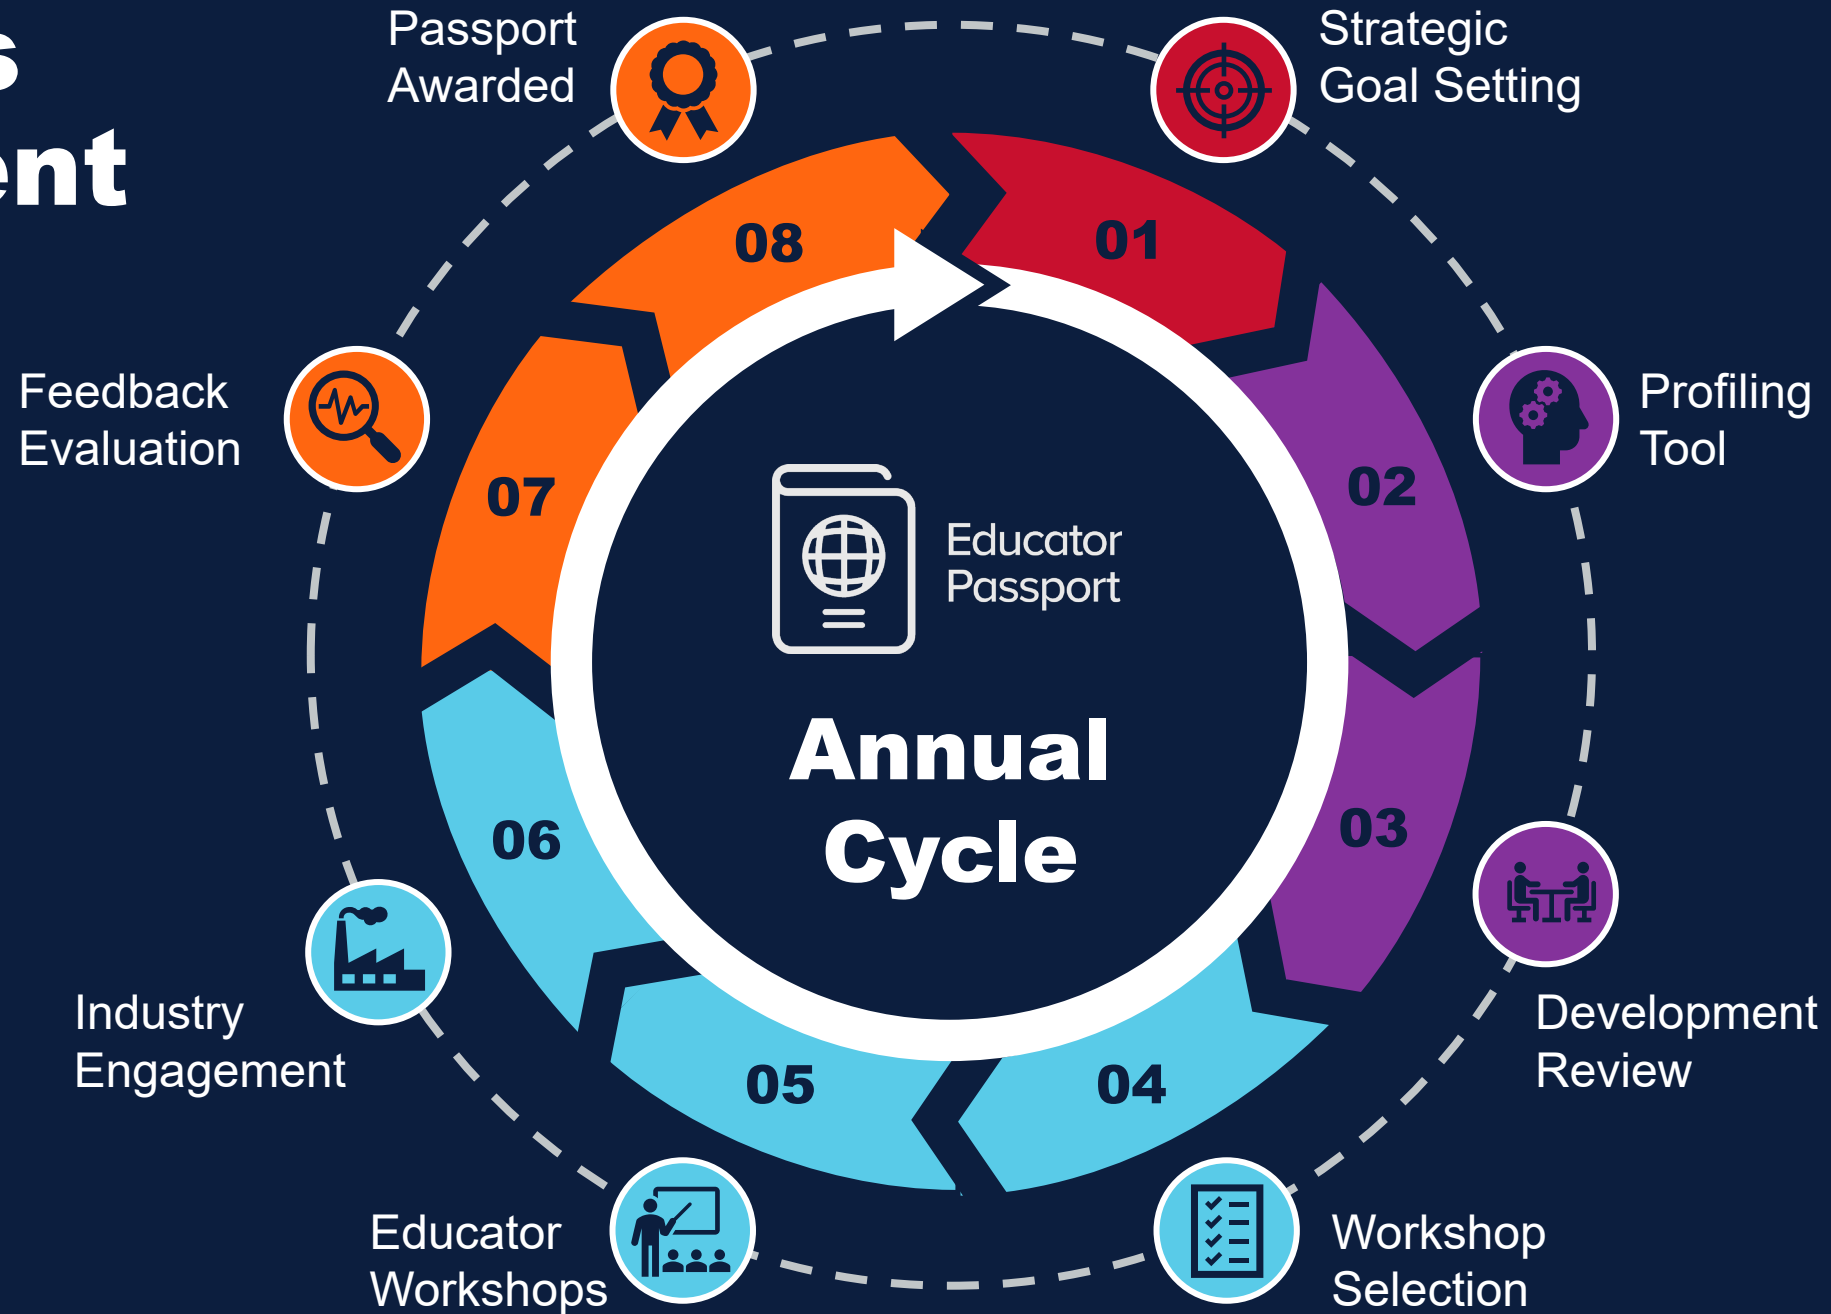 Passport
Awarded
Strategic
Goal Setting
ent
08
01
Feedback
Evaluation
Profiling
Tool
07
02
Educator
Passport
Annual
Cycle
06
03
Industry
Engagement
Development
Review
05
04
Educator
Workshops
Workshop
Selection